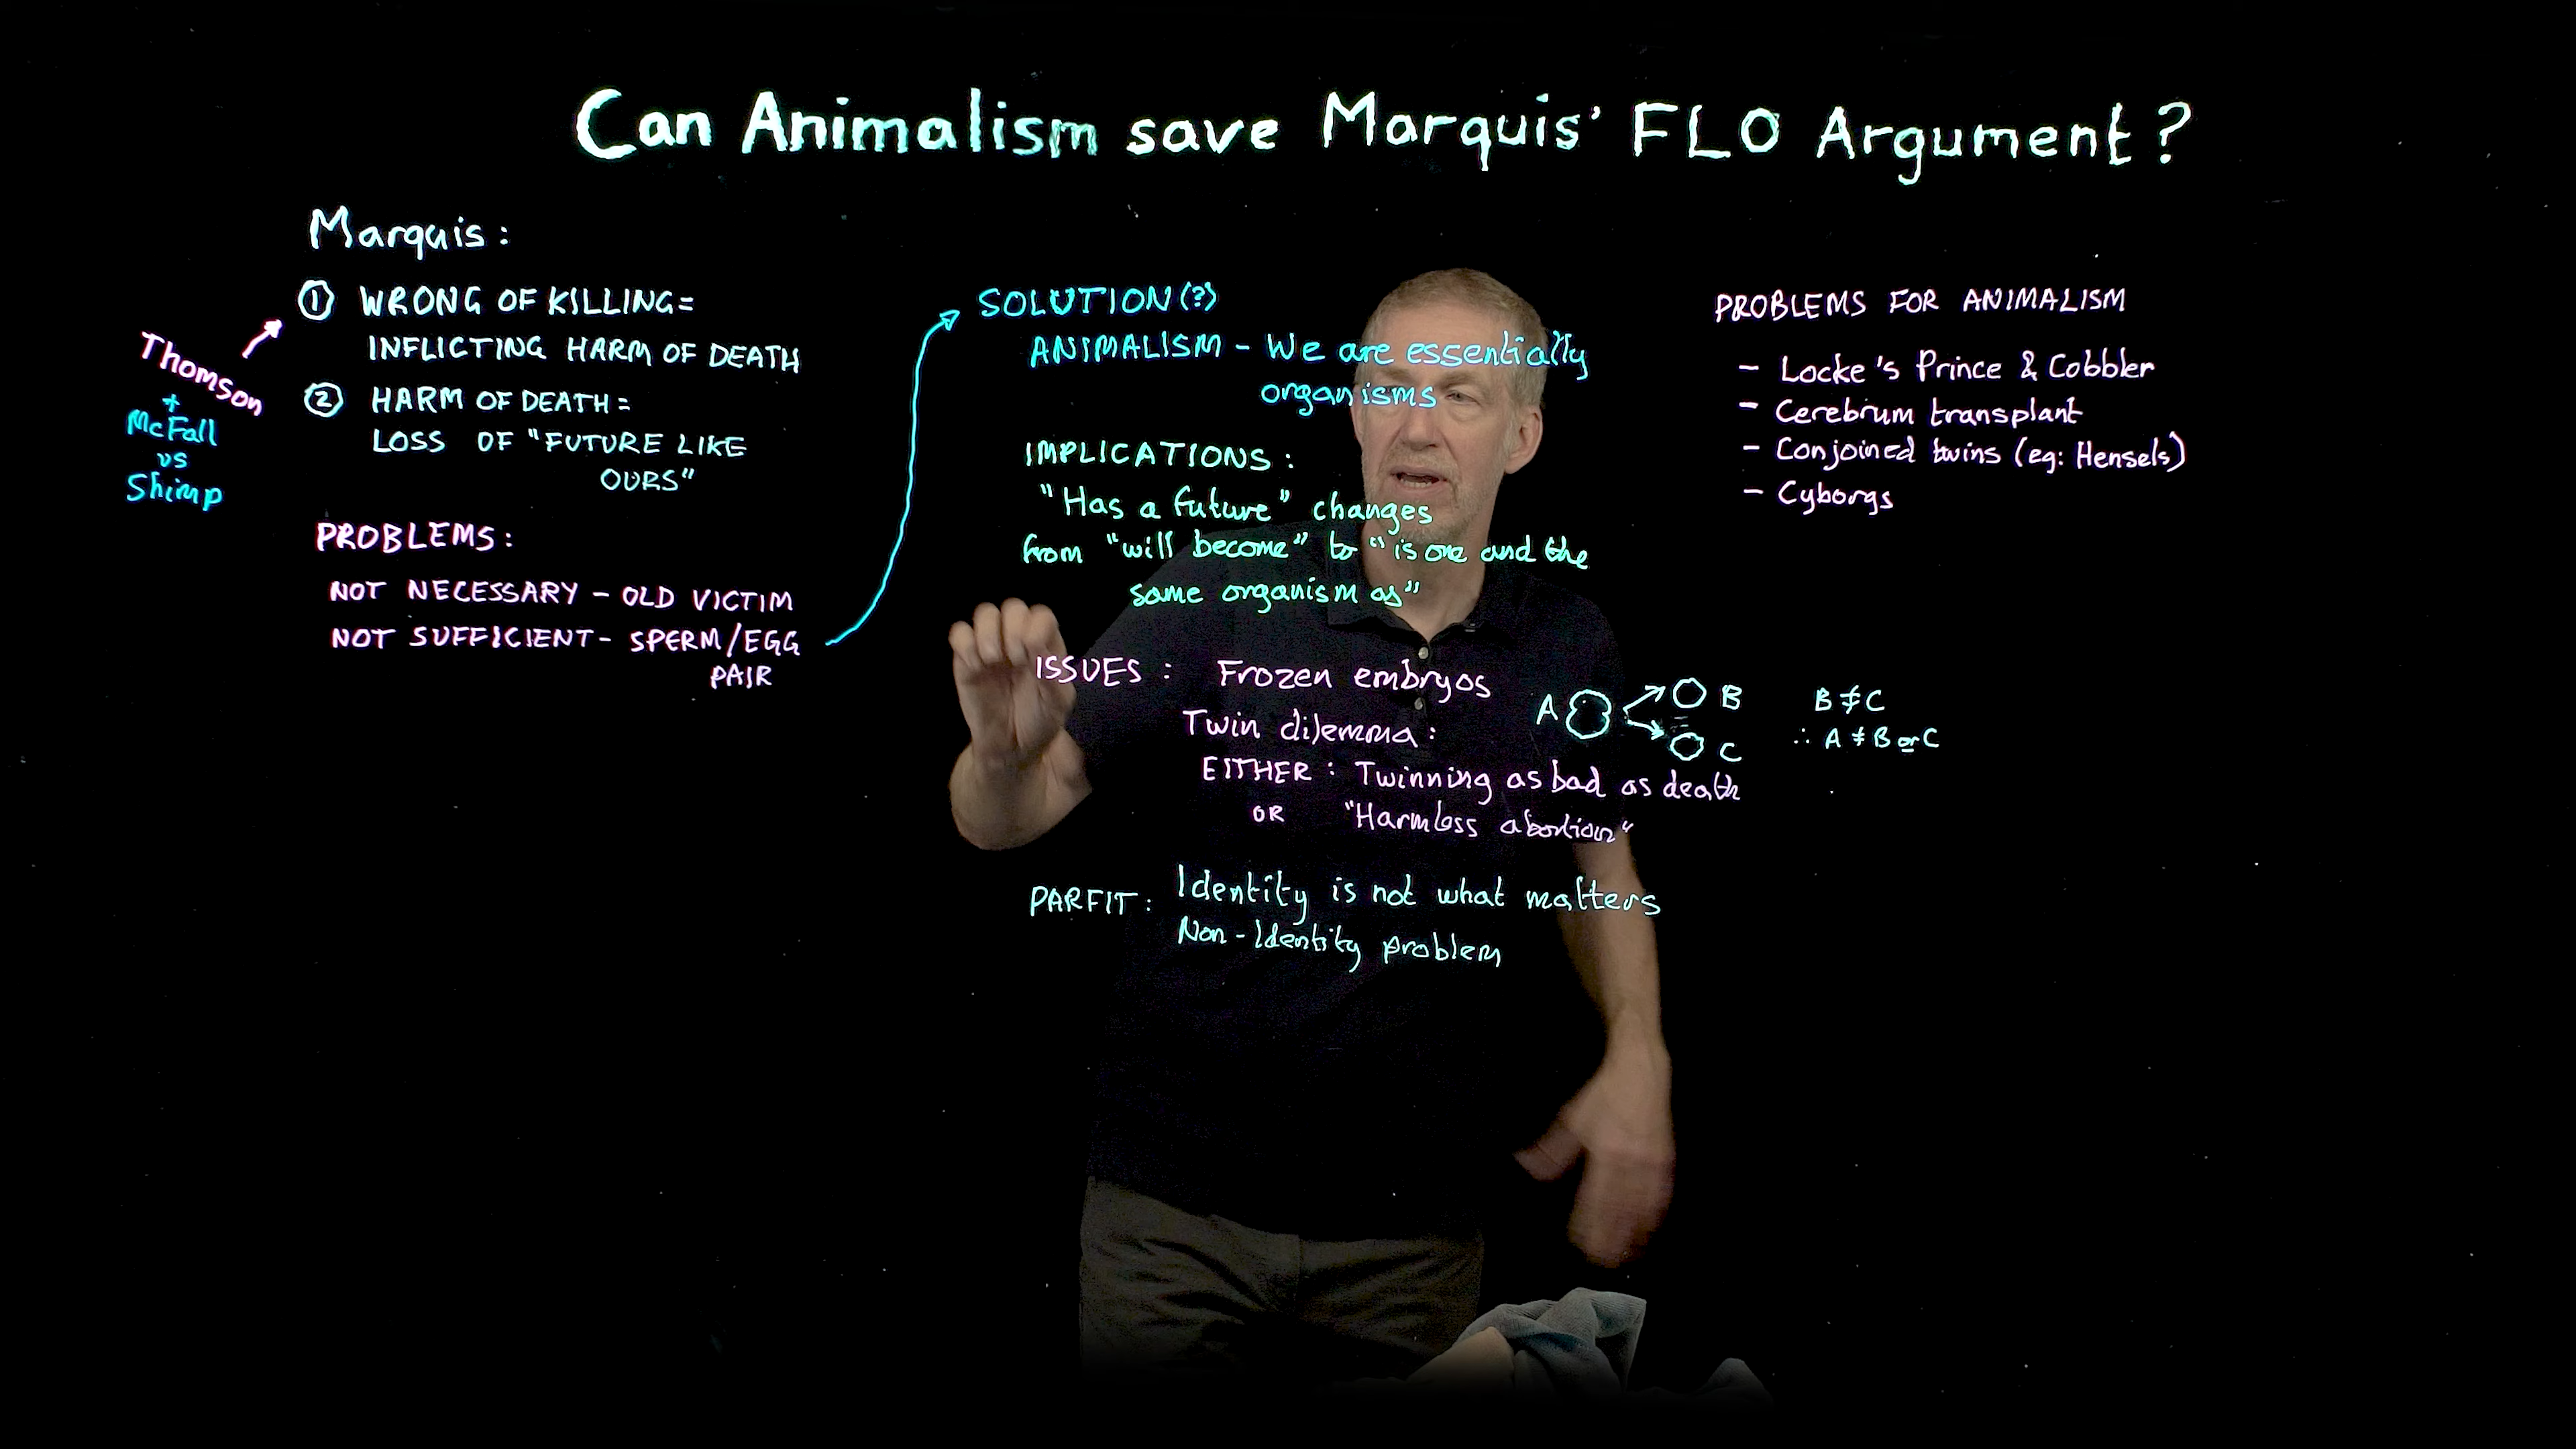 Can Animalism save Marquis' FLO Argument?
Marquis:
① WRONG OF KILLING =
INFLICTING HARM OF DEATH
② HARM OF DEATH =
LOSS OF "FUTURE LIKE
OURS"
Thomson
+
McFall
vs
Shimp
PROBLEMS:
NOT NECESSARY - OLD VICTIM
NOT SUFFICIENT - SPERM/EGG
PAIR
SOLUTION(?)
ANIMALISM - We are essentially
organisms
IMPLICATIONS:
"Has a future" changes
from "will become" to "is one and the
same organism as"
ISSUES: Frozen embryos
Twin dilemma:
EITHER: Twinning as bad as death
OR "Harmless abortion"
A B
C
B ≠ C
∴ A ≠ B or C
PARFIT: Identity is not what matters
Non-Identity problem
PROBLEMS FOR ANIMALISM
- Locke's Prince & Cobbler
- Cerebrum transplant
- Conjoined twins (eg: Hensels)
- Cyborgs